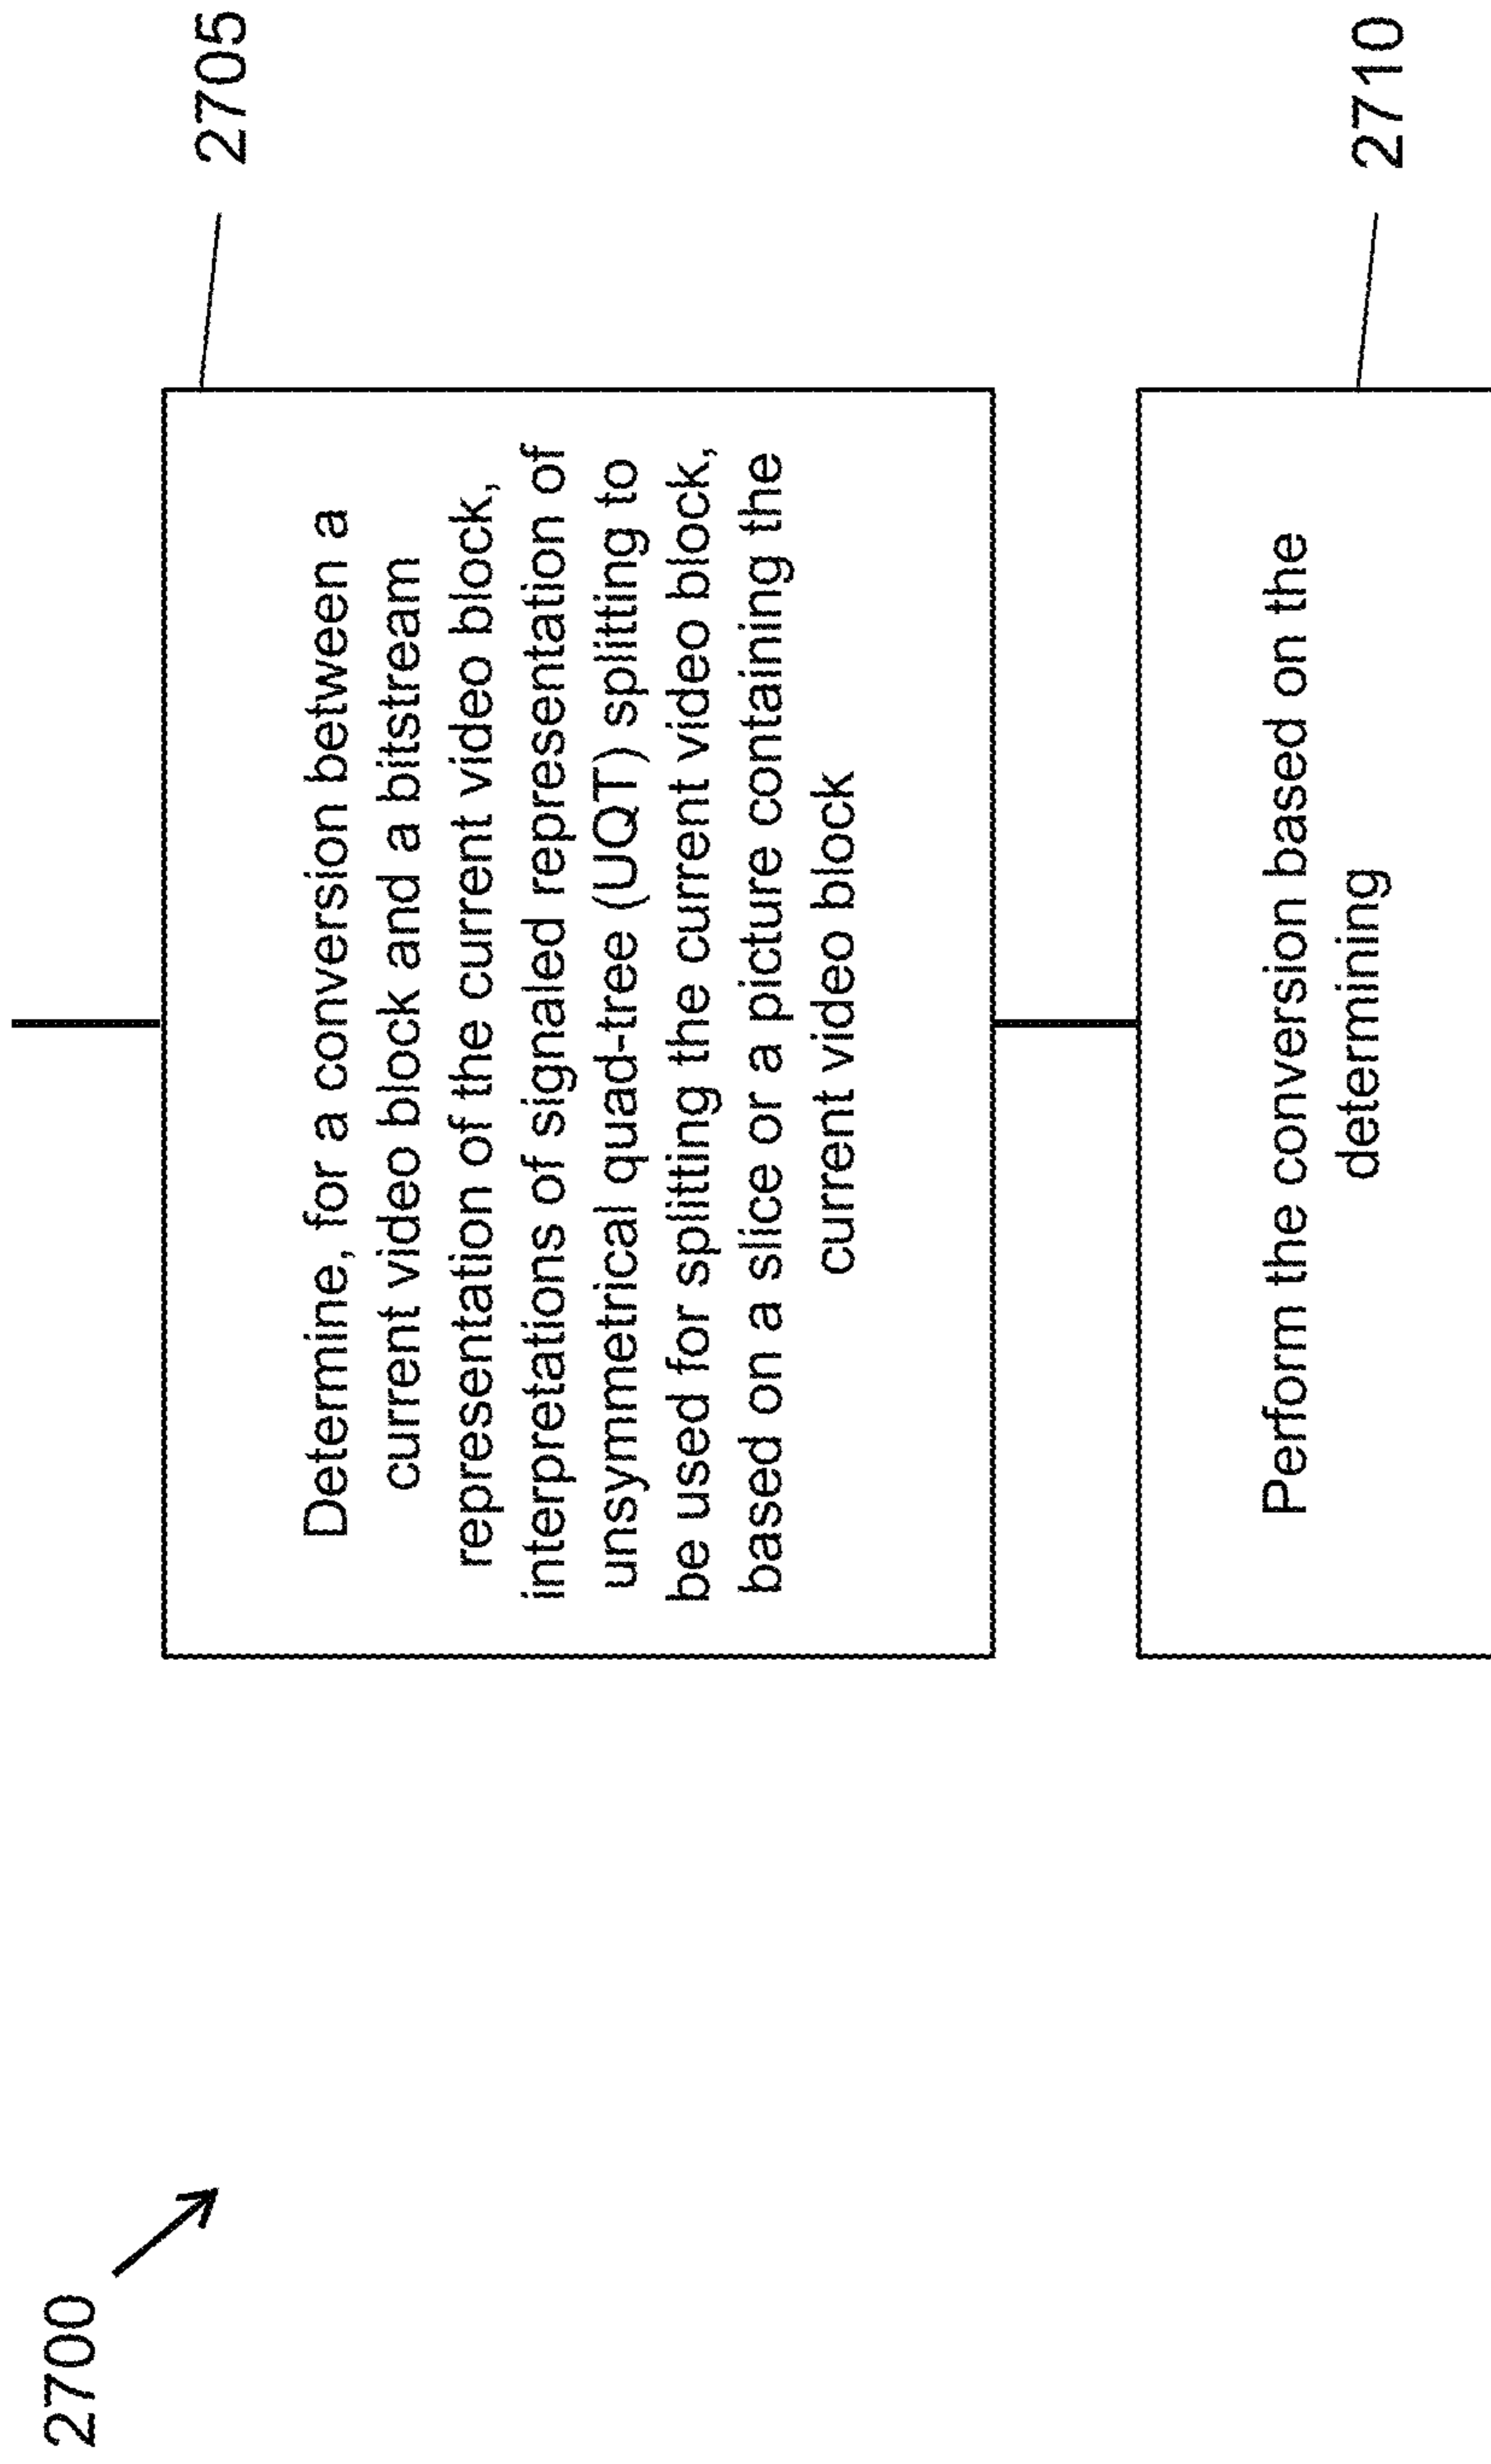 2700
2705
Determine, for a conversion between a
current video block and a bitstream
representation of the current video block,
interpretations of signaled representation of
unsymmetrical quad-tree (UQT) splitting to
be used for splitting the current video block,
based on a slice or a picture containing the
current video block
2710
Perform the conversion based on the
determining